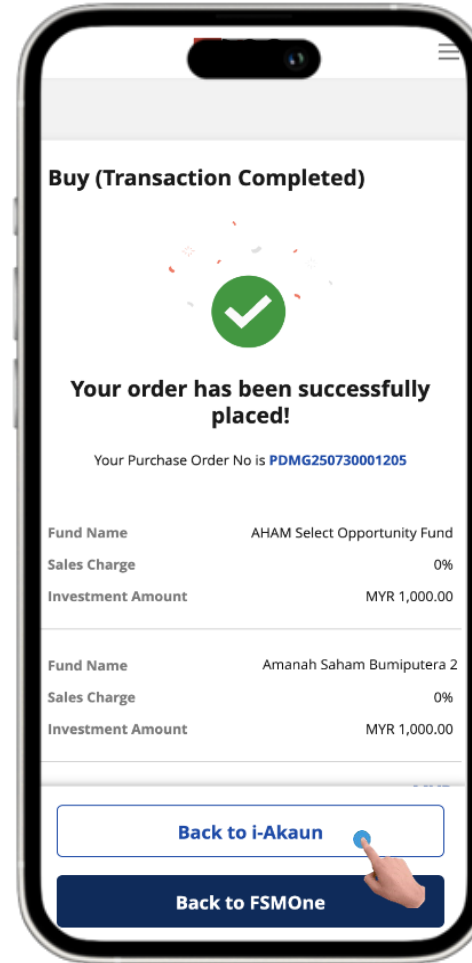 Buy (Transaction Completed)
Your order has been successfully
placed!
Your Purchase Order No is PDMG250730001205
Fund Name AHAM Select Opportunity Fund
Sales Charge 0%
Investment Amount MYR 1,000.00
Fund Name Amanah Saham Bumiputera 2
Sales Charge 0%
Investment Amount MYR 1,000.00
Back to i-Akaun
Back to FSMOne